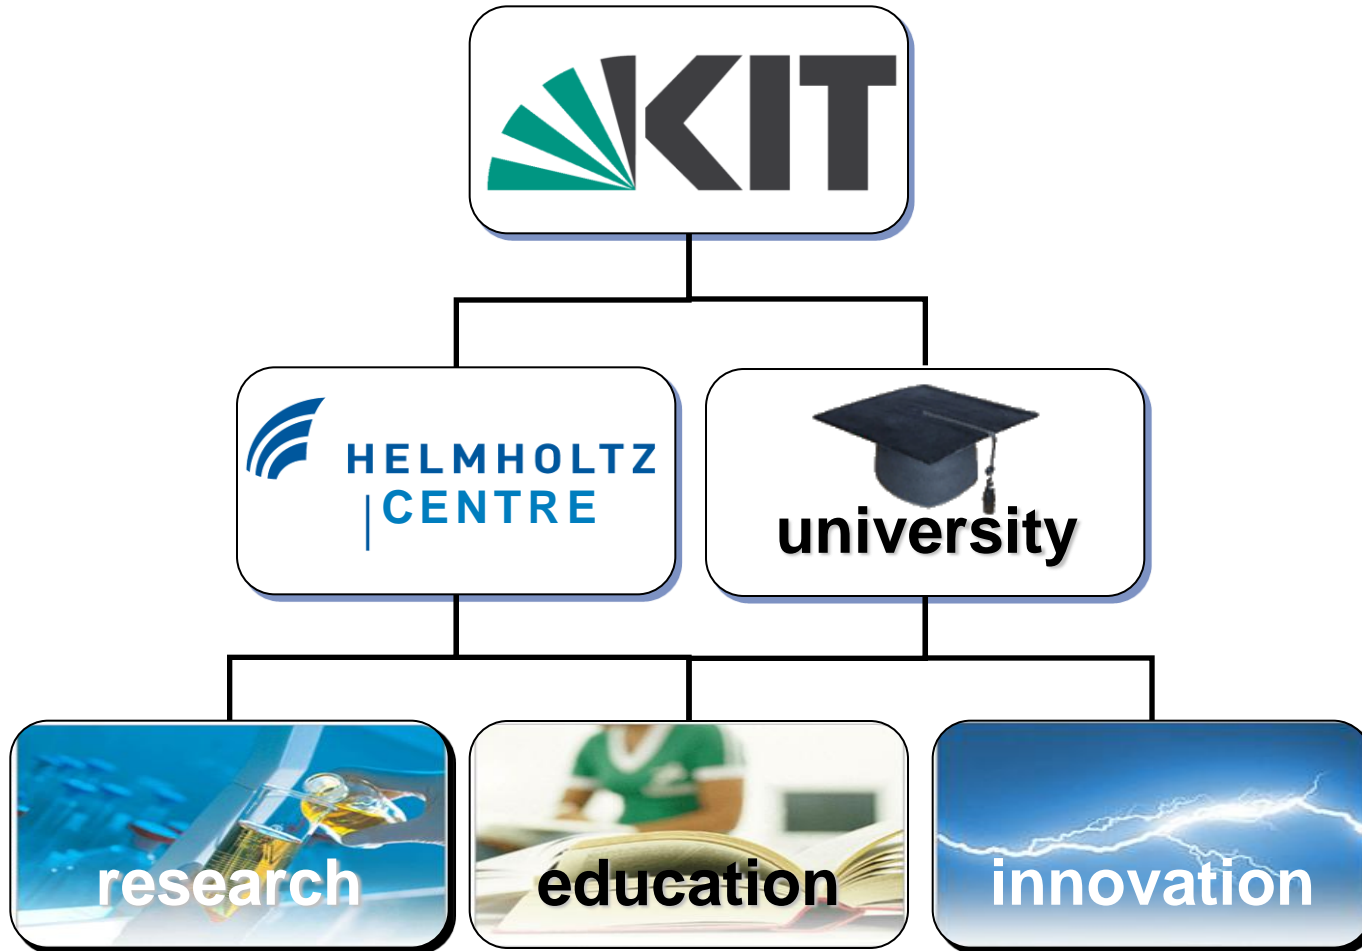 KIT
HELMHOLTZ
CENTRE
university
research
education
innovation